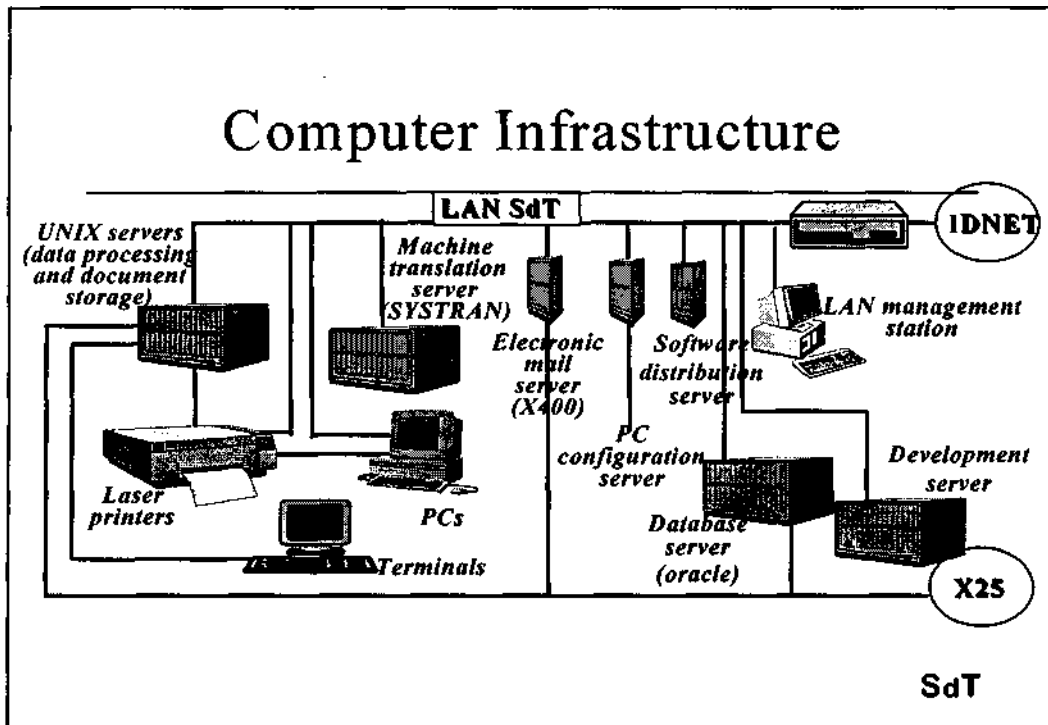 Computer Infrastructure
LAN SdT
IDNET
UNIX servers
(data processing
and document
storage)
Machine
translation
server
(SYSTRAN)
Electronic
mail
server
(X400)
Software
distribution
server
LAN management
station
PC
configuration
server
Development
server
Laser
printers
PCs
Database
server
(oracle)
Terminals
X25
SdT